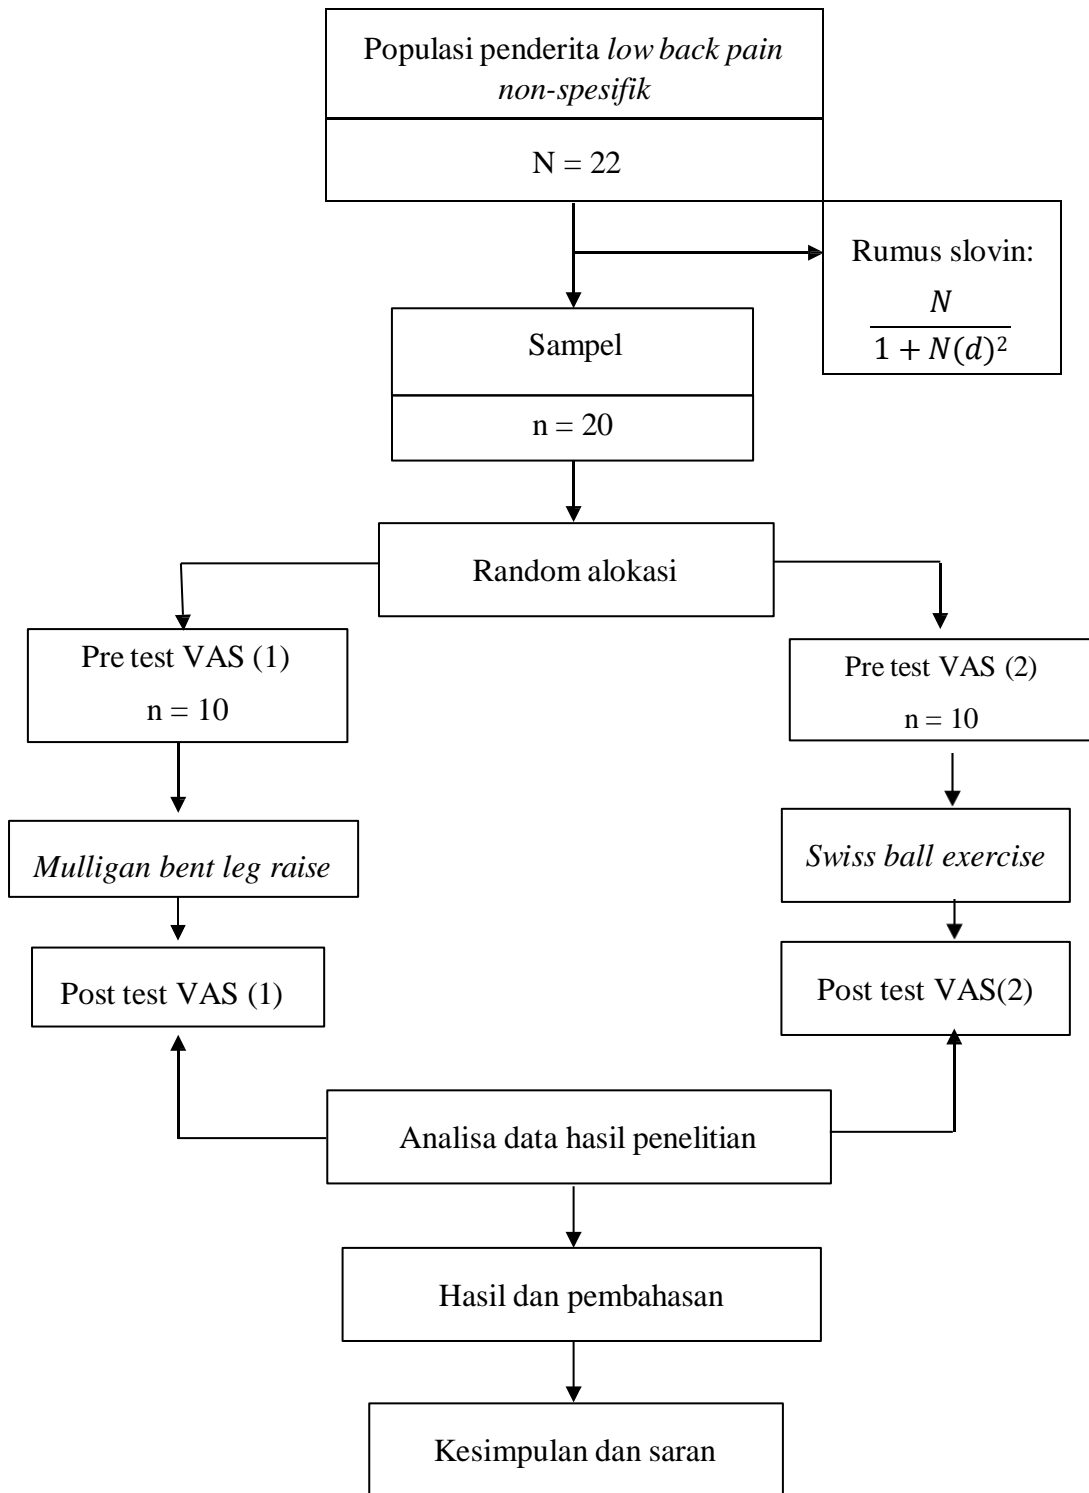 Populasi penderita low back pain
non-spesifik
N = 22
Rumus slovin:
N
1 + N(d)²
Sampel
n = 20
Random alokasi
Pre test VAS (1)
n = 10
Pre test VAS (2)
n = 10
Mulligan bent leg raise
Swiss ball exercise
Post test VAS (1)
Post test VAS(2)
Analisa data hasil penelitian
Hasil dan pembahasan
Kesimpulan dan saran